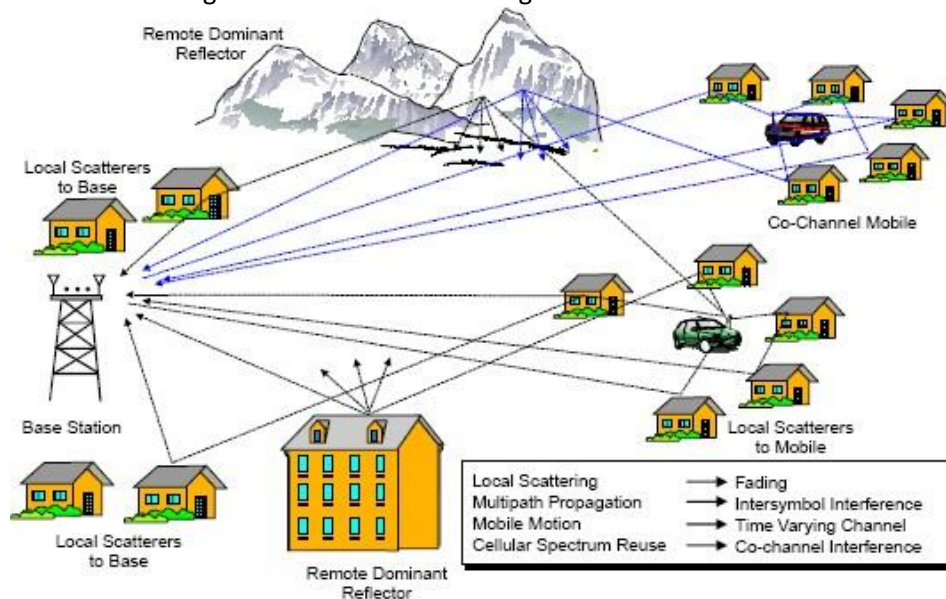 Remote Dominant
Reflector
Local Scatterers
to Base
Co-Channel Mobile
Base Station
Local Scatterers
to Mobile
Local Scatterers
to Base
Remote Dominant
Reflector
Local Scattering Fading
Multipath Propagation Intersymbol Interference
Mobile Motion Time Varying Channel
Cellular Spectrum Reuse Co-channel Interference